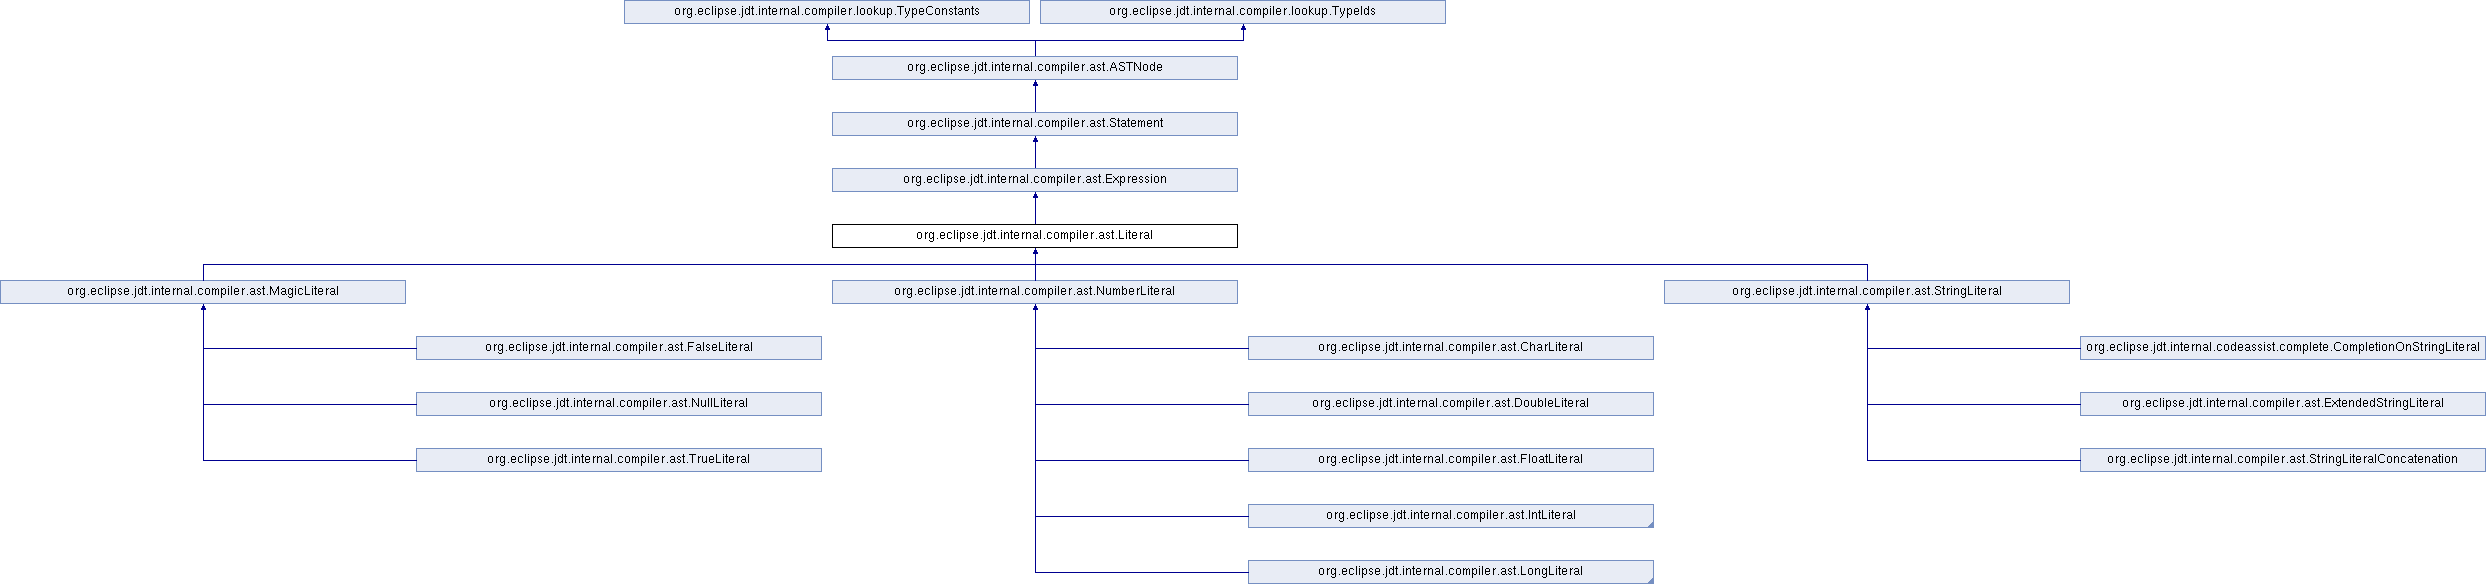 org.eclipse.jdt.internal.compiler.lookup.TypeConstants
org.eclipse.jdt.internal.compiler.lookup.TypeIds
org.eclipse.jdt.internal.compiler.ast.ASTNode
org.eclipse.jdt.internal.compiler.ast.Statement
org.eclipse.jdt.internal.compiler.ast.Expression
org.eclipse.jdt.internal.compiler.ast.Literal
org.eclipse.jdt.internal.compiler.ast.MagicLiteral
org.eclipse.jdt.internal.compiler.ast.NumberLiteral
org.eclipse.jdt.internal.compiler.ast.StringLiteral
org.eclipse.jdt.internal.compiler.ast.FalseLiteral
org.eclipse.jdt.internal.compiler.ast.CharLiteral
org.eclipse.jdt.internal.codeassist.complete.CompletionOnStringLiteral
org.eclipse.jdt.internal.compiler.ast.NullLiteral
org.eclipse.jdt.internal.compiler.ast.DoubleLiteral
org.eclipse.jdt.internal.compiler.ast.ExtendedStringLiteral
org.eclipse.jdt.internal.compiler.ast.TrueLiteral
org.eclipse.jdt.internal.compiler.ast.FloatLiteral
org.eclipse.jdt.internal.compiler.ast.StringLiteralConcatenation
org.eclipse.jdt.internal.compiler.ast.IntLiteral
org.eclipse.jdt.internal.compiler.ast.LongLiteral